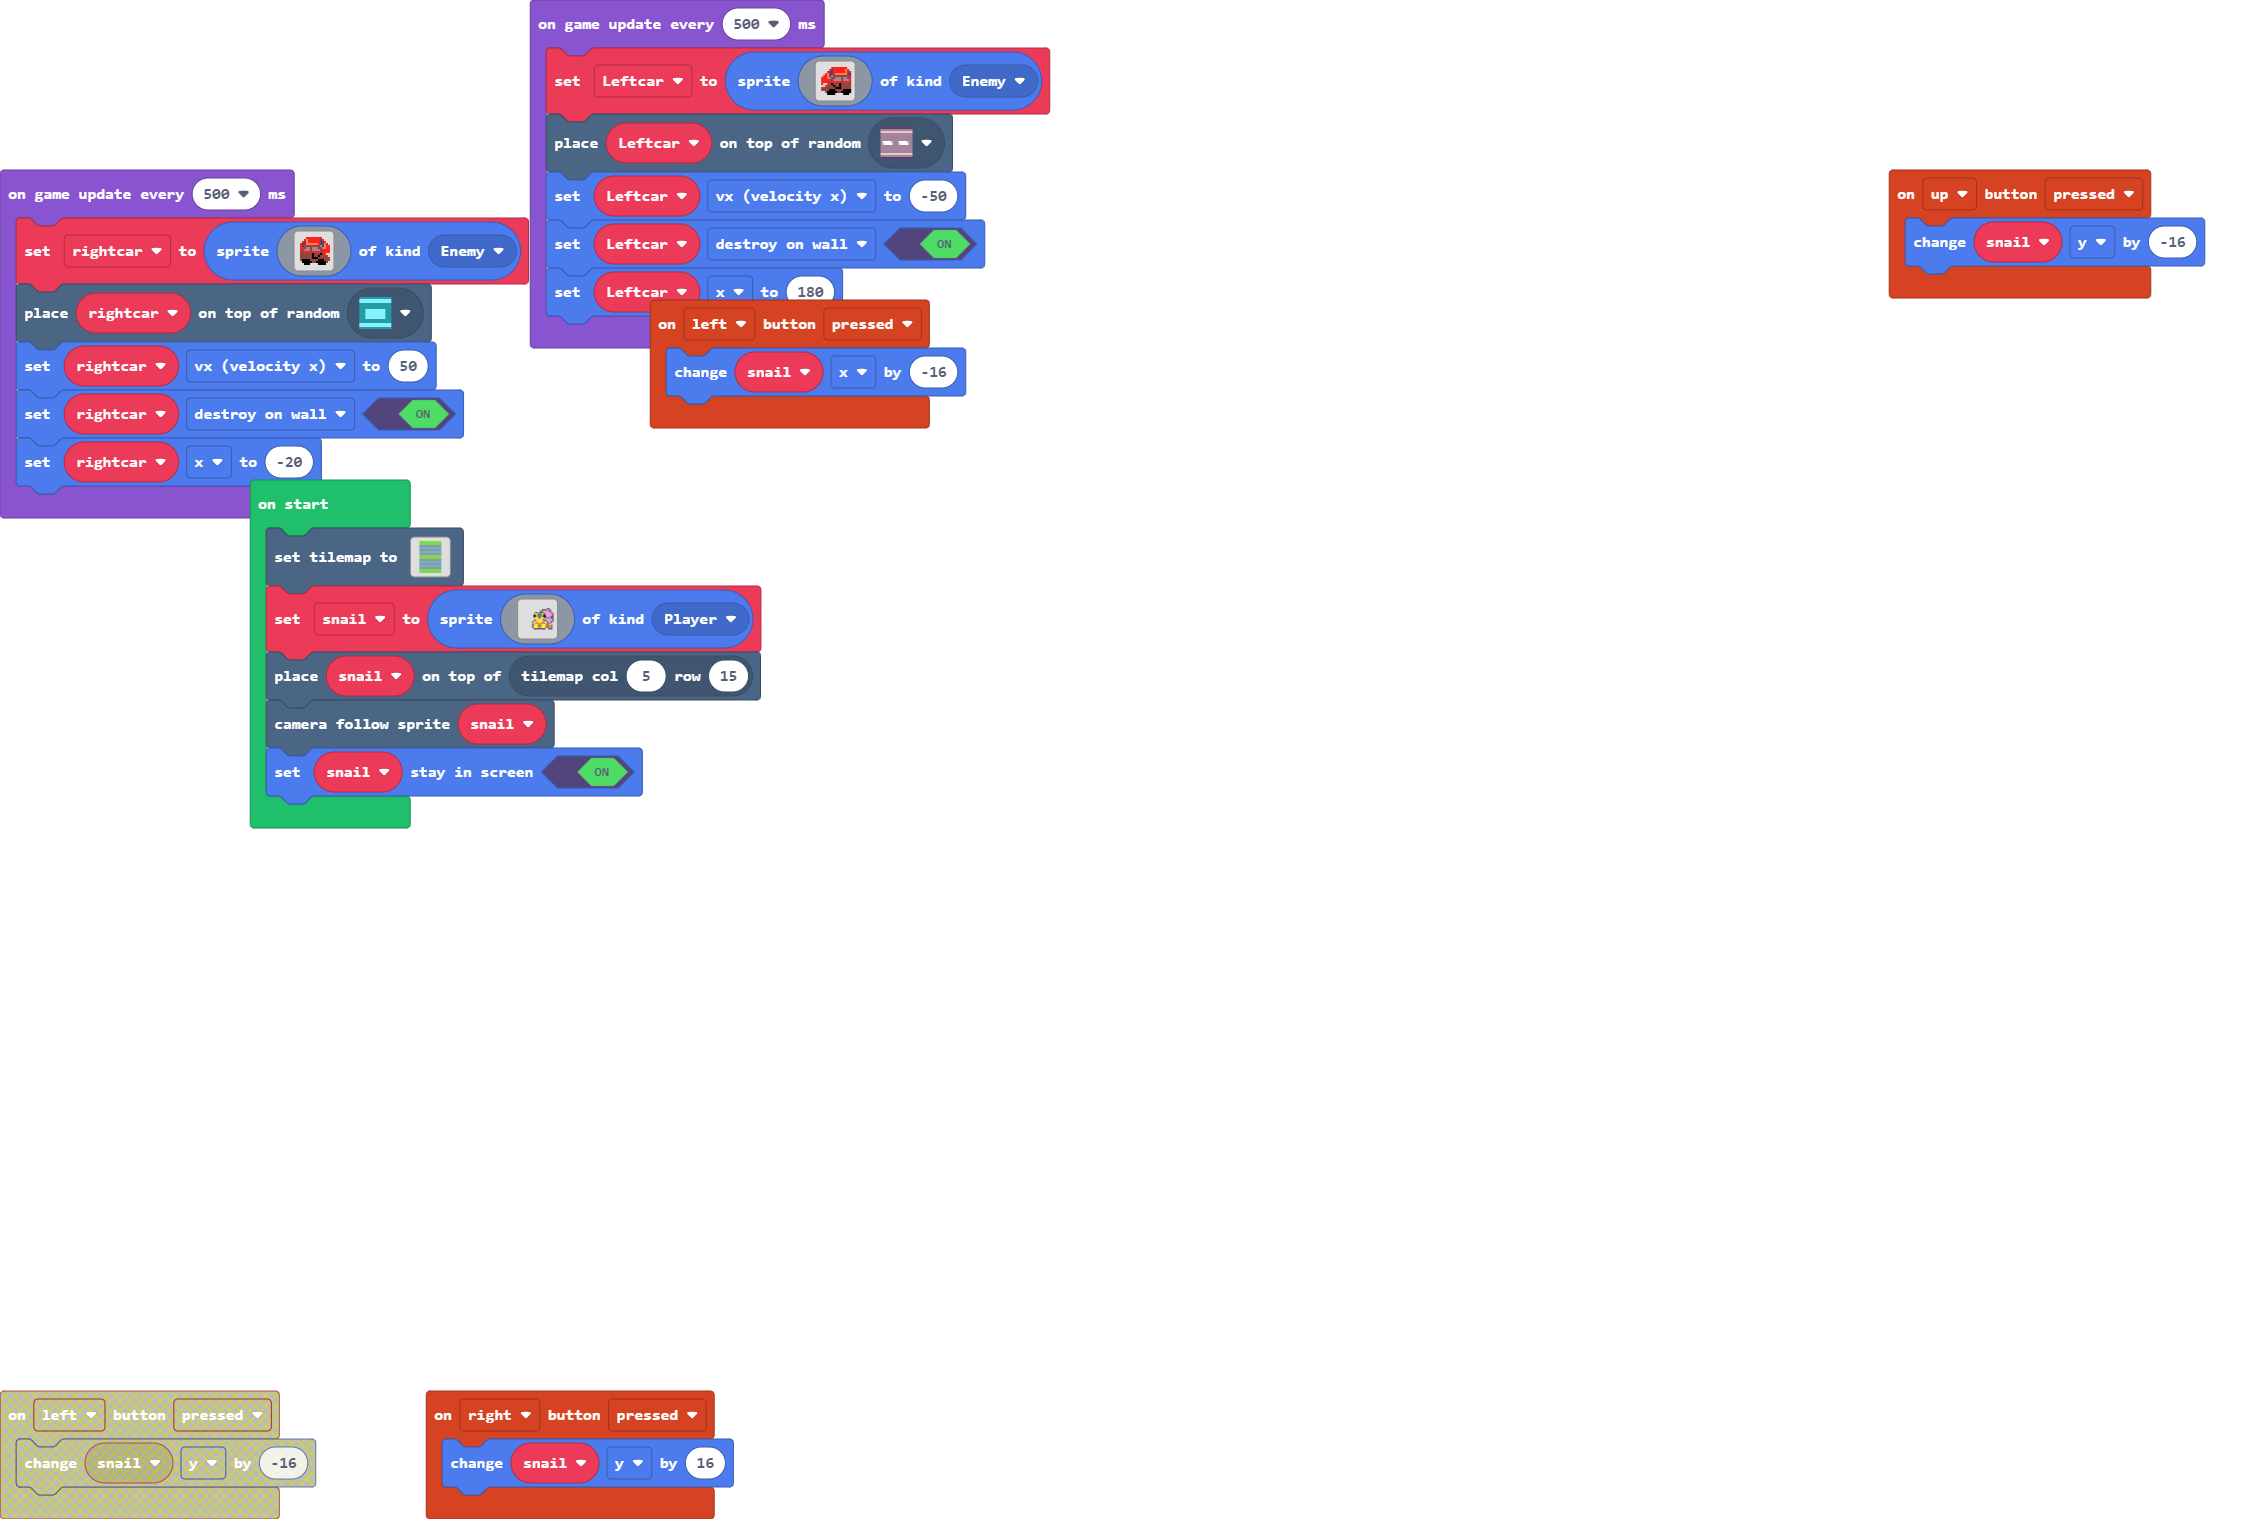 on game update every 500 ms
set Leftcar to sprite of kind Enemy
place Leftcar on top of random
set Leftcar vx (velocity x) to -50
set Leftcar destroy on wall ON
set Leftcar x to 180
on left button pressed
change snail x by -16
on up button pressed
change snail y by -16
on game update every 500 ms
set rightcar to sprite of kind Enemy
place rightcar on top of random
set rightcar vx (velocity x) to 50
set rightcar destroy on wall ON
set rightcar x to -20
on start
set tilemap to
set snail to sprite of kind Player
place snail on top of tilemap col 5 row 15
camera follow sprite snail
set snail stay in screen ON
on left button pressed
change snail y by -16
on right button pressed
change snail y by 16